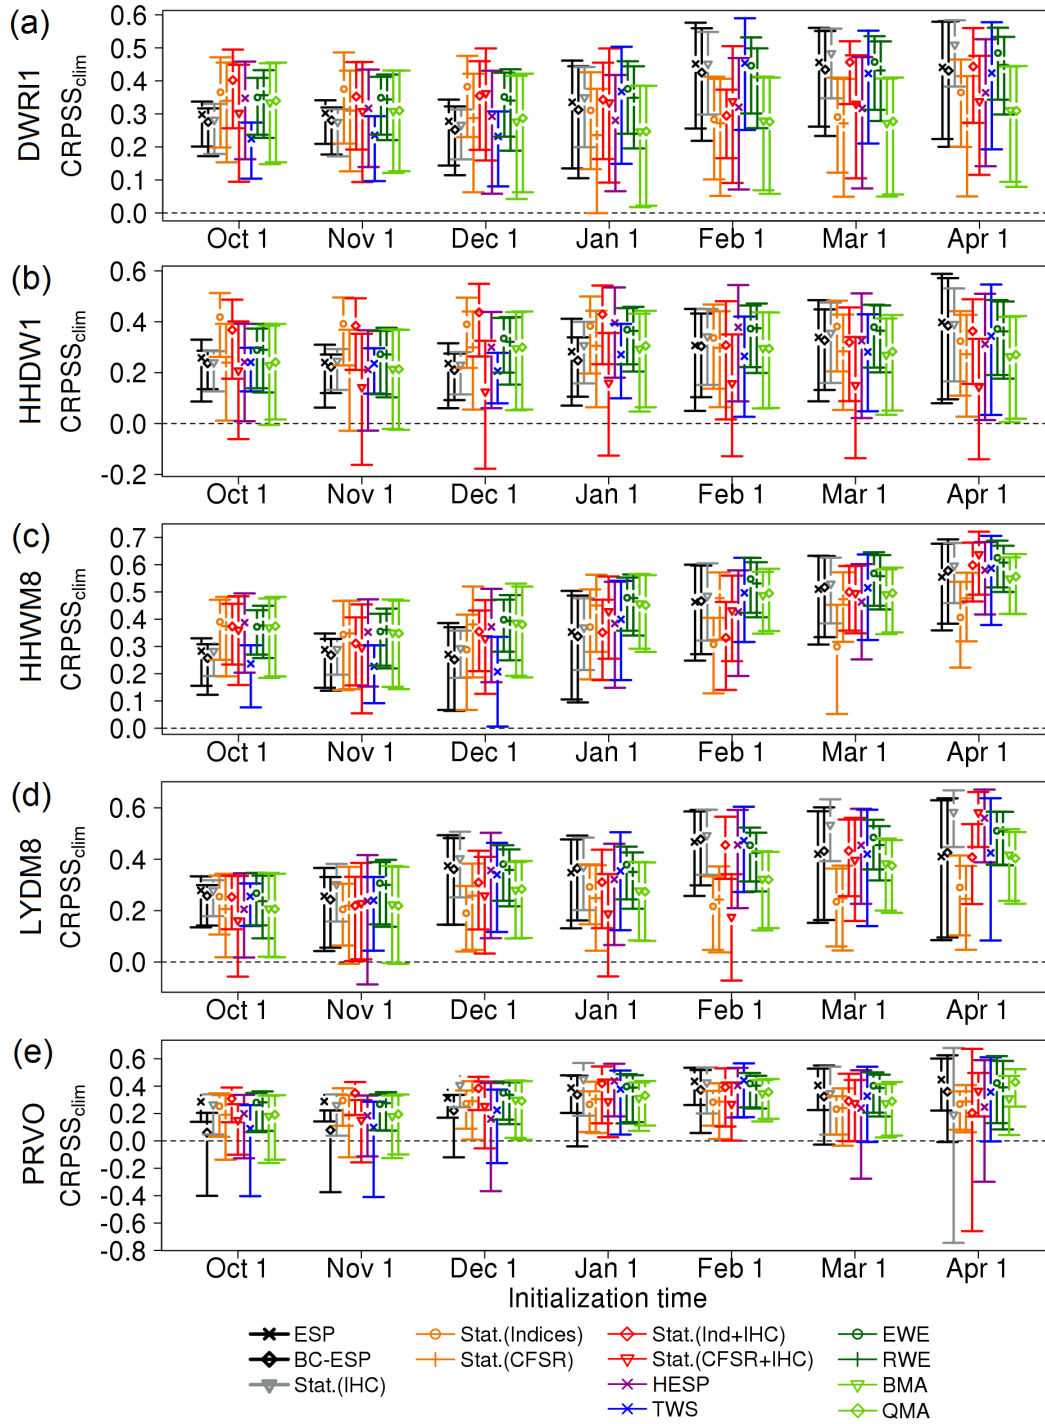 (a)
DWRI1
CRPSSclim
0.6
0.5
0.4
0.3
0.2
0.1
0.0
Oct 1 Nov 1 Dec 1 Jan 1 Feb 1 Mar 1 Apr 1
(b)
HHDW1
CRPSSclim
0.6
0.4
0.2
0.0
-0.2
Oct 1 Nov 1 Dec 1 Jan 1 Feb 1 Mar 1 Apr 1
(c)
HHWM8
CRPSSclim
0.7
0.6
0.5
0.4
0.3
0.2
0.1
0.0
Oct 1 Nov 1 Dec 1 Jan 1 Feb 1 Mar 1 Apr 1
(d)
LYDM8
CRPSSclim
0.6
0.4
0.2
0.0
Oct 1 Nov 1 Dec 1 Jan 1 Feb 1 Mar 1 Apr 1
(e)
PRVO
CRPSSclim
0.6
0.4
0.2
0.0
-0.2
-0.4
-0.6
-0.8
Oct 1 Nov 1 Dec 1 Jan 1 Feb 1 Mar 1 Apr 1
Initialization time
ESP
BC-ESP
Stat.(IHC)
Stat.(Indices)
Stat.(CFSR)
Stat.(Ind+IHC)
Stat.(CFSR+IHC)
HESP
TWS
EWE
RWE
BMA
QMA